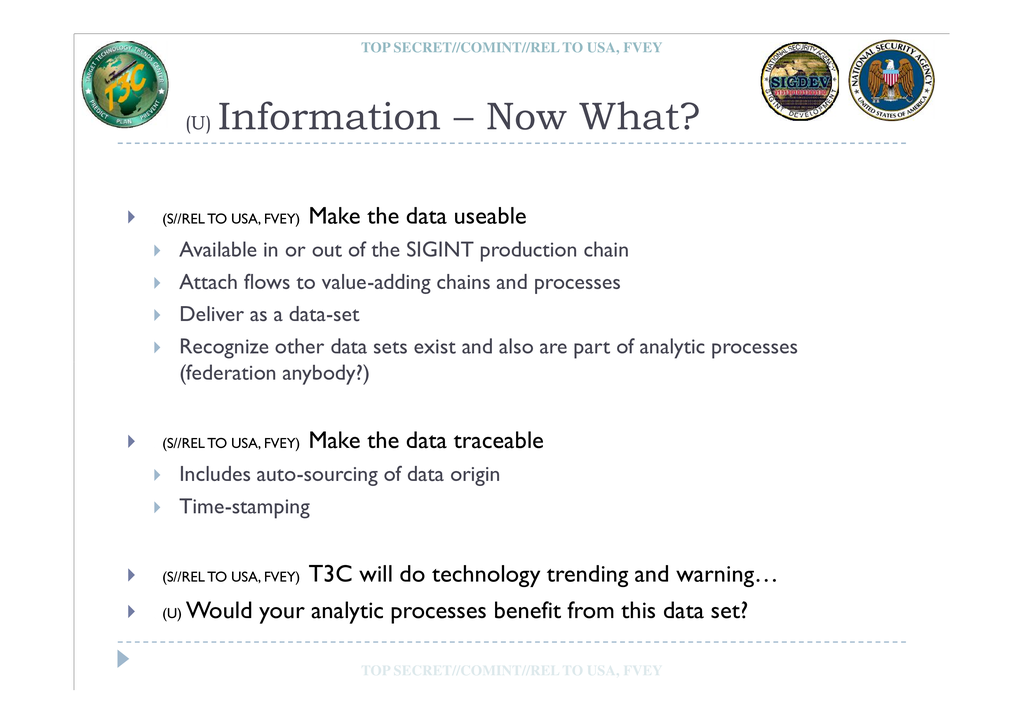 TOP SECRET//COMINT//REL TO USA, FVEY
TARGET TECHNOLOGY TRENDS CENTER
T3C
PREDICT PLAN PREVENT
NATIONAL SECURITY AGENCY
SIGDEV
SIGINT DEVELOPMENT
NATIONAL SECURITY AGENCY
UNITED STATES OF AMERICA
(U) Information – Now What?
(S//REL TO USA, FVEY) Make the data useable
Available in or out of the SIGINT production chain
Attach flows to value-adding chains and processes
Deliver as a data-set
Recognize other data sets exist and also are part of analytic processes
(federation anybody?)
(S//REL TO USA, FVEY) Make the data traceable
Includes auto-sourcing of data origin
Time-stamping
(S//REL TO USA, FVEY) T3C will do technology trending and warning…
(U) Would your analytic processes benefit from this data set?
TOP SECRET//COMINT//REL TO USA, FVEY